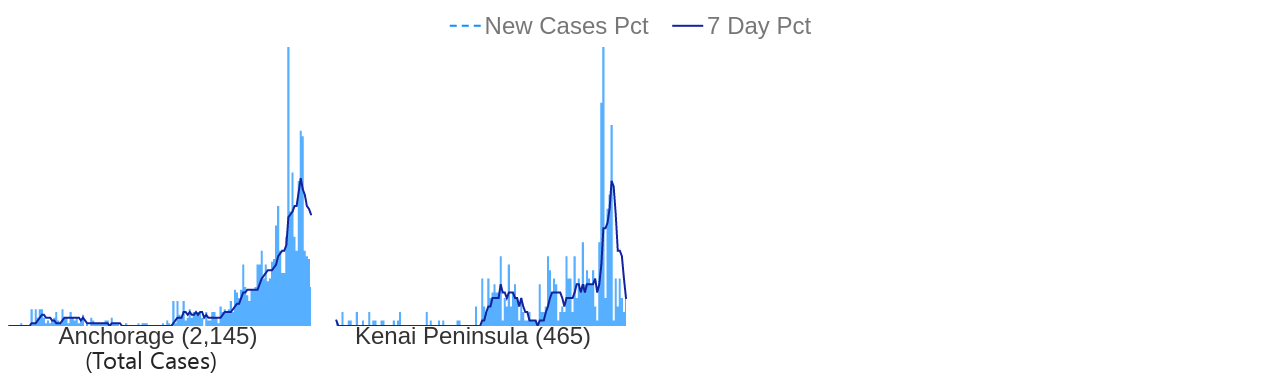 New Cases Pct 7 Day Pct
Anchorage (2,145) Kenai Peninsula (465)
(Total Cases)